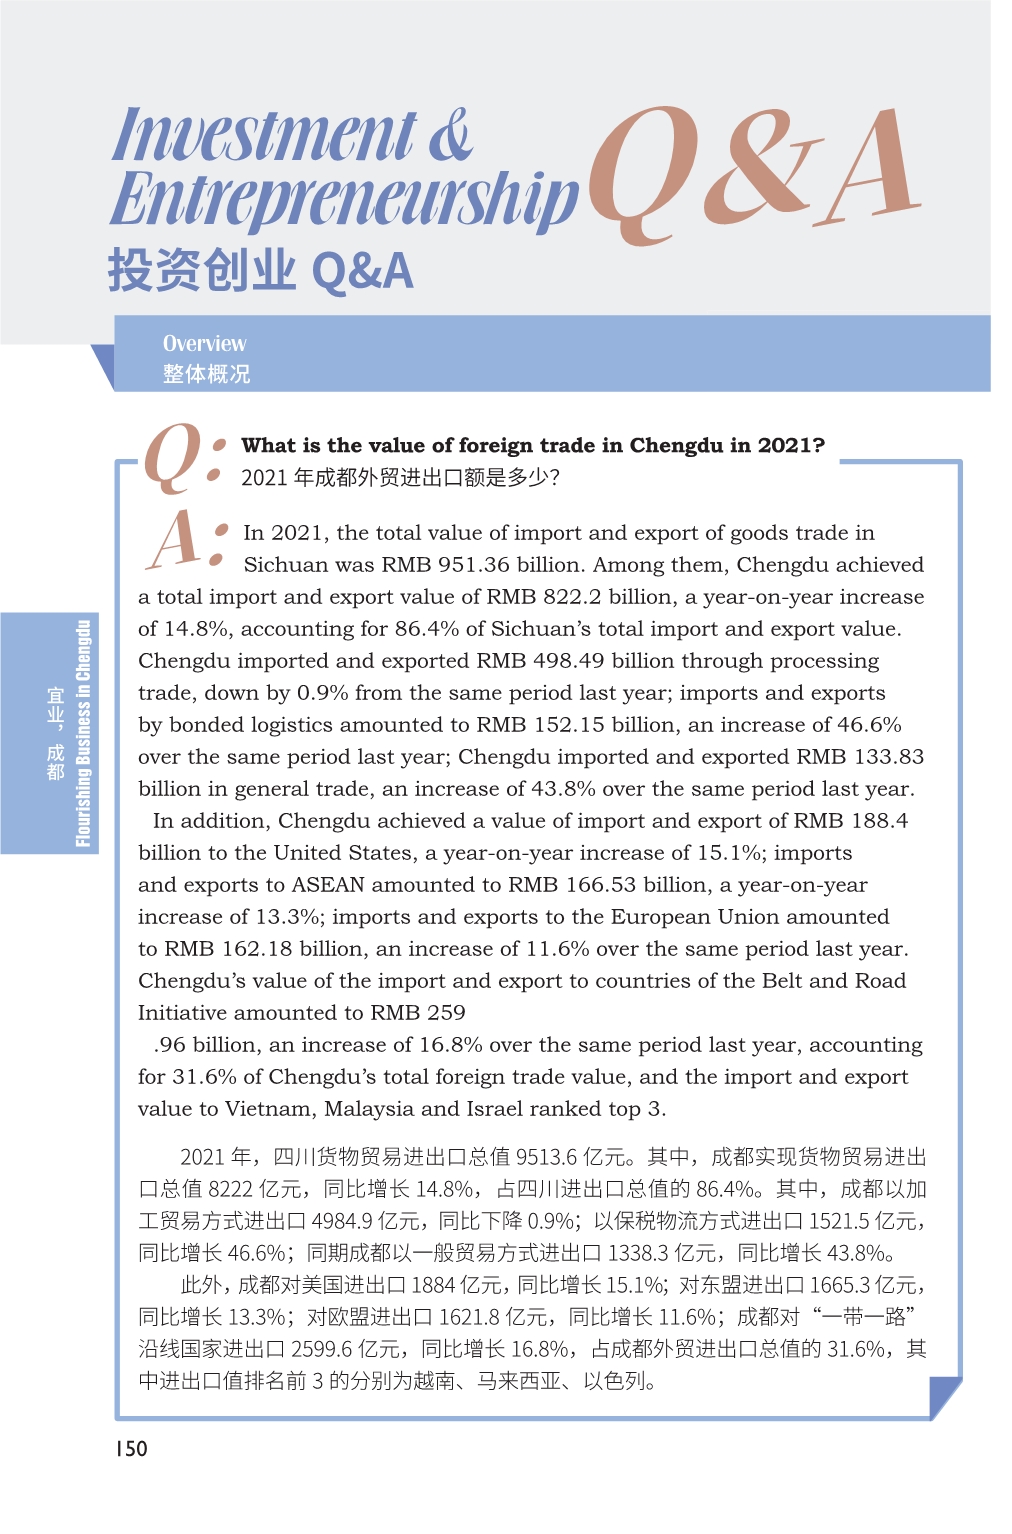 Investment &
Entrepreneurship
Q&A
投资创业 Q&A
Overview
整体概况
Q:
What is the value of foreign trade in Chengdu in 2021?
2021 年成都外贸进出口额是多少？
A:
In 2021, the total value of import and export of goods trade in
Sichuan was RMB 951.36 billion. Among them, Chengdu achieved
a total import and export value of RMB 822.2 billion, a year-on-year increase
of 14.8%, accounting for 86.4% of Sichuan’s total import and export value.
Chengdu imported and exported RMB 498.49 billion through processing
trade, down by 0.9% from the same period last year; imports and exports
by bonded logistics amounted to RMB 152.15 billion, an increase of 46.6%
over the same period last year; Chengdu imported and exported RMB 133.83
billion in general trade, an increase of 43.8% over the same period last year.
In addition, Chengdu achieved a value of import and export of RMB 188.4
billion to the United States, a year-on-year increase of 15.1%; imports
and exports to ASEAN amounted to RMB 166.53 billion, a year-on-year
increase of 13.3%; imports and exports to the European Union amounted
to RMB 162.18 billion, an increase of 11.6% over the same period last year.
Chengdu’s value of the import and export to countries of the Belt and Road
Initiative amounted to RMB 259
.96 billion, an increase of 16.8% over the same period last year, accounting
for 31.6% of Chengdu’s total foreign trade value, and the import and export
value to Vietnam, Malaysia and Israel ranked top 3.
2021 年，四川货物贸易进出口总值 9513.6 亿元。其中，成都实现货物贸易进出
口总值 8222 亿元，同比增长 14.8%，占四川进出口总值的 86.4%。其中，成都以加
工贸易方式进出口 4984.9 亿元，同比下降 0.9%；以保税物流方式进出口 1521.5 亿元，
同比增长 46.6%；同期成都以一般贸易方式进出口 1338.3 亿元，同比增长 43.8%。
此外，成都对美国进出口 1884 亿元，同比增长 15.1%；对东盟进出口 1665.3 亿元，
同比增长 13.3%；对欧盟进出口 1621.8 亿元，同比增长 11.6%；成都对“一带一路”
沿线国家进出口 2599.6 亿元，同比增长 16.8%，占成都外贸进出口总值的 31.6%，其
中进出口值排名前 3 的分别为越南、马来西亚、以色列。
宜业，成都
Flourishing Business in Chengdu
150